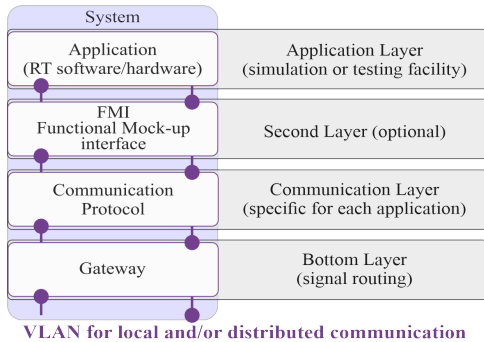 System
Application
(RT software/hardware)
Application Layer
(simulation or testing facility)
FMI
Functional Mock-up
interface
Second Layer (optional)
Communication
Protocol
Communication Layer
(specific for each application)
Gateway
Bottom Layer
(signal routing)
VLAN for local and/or distributed communication